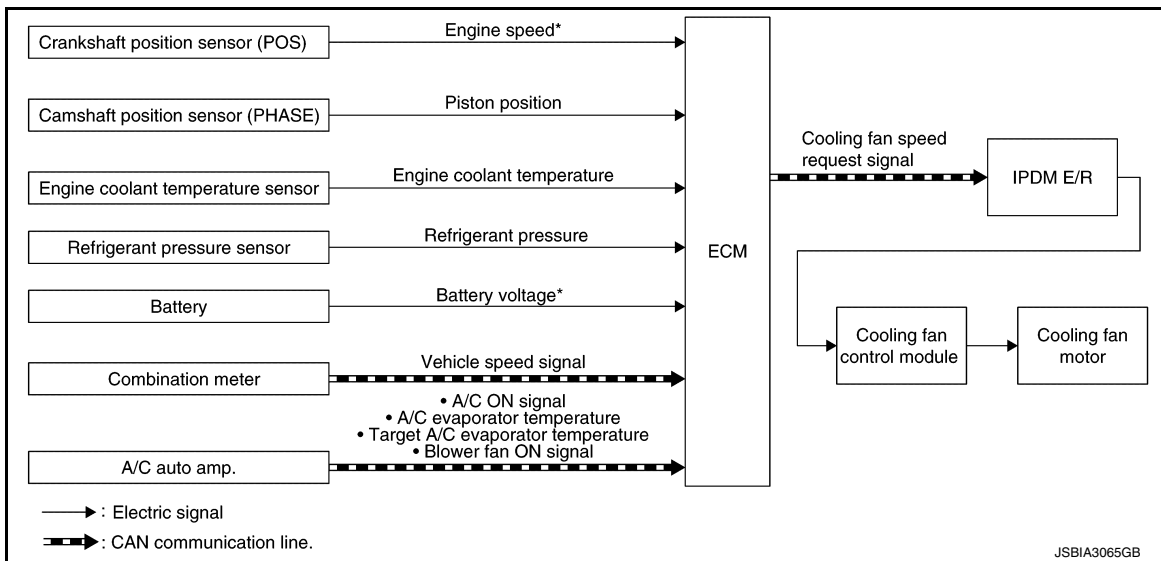 Crankshaft position sensor (POS)
Engine speed*
Camshaft position sensor (PHASE)
Piston position
Engine coolant temperature sensor
Engine coolant temperature
Refrigerant pressure sensor
Refrigerant pressure
Battery
Battery voltage*
Combination meter
Vehicle speed signal
A/C auto amp.
• A/C ON signal
• A/C evaporator temperature
• Target A/C evaporator temperature
• Blower fan ON signal
ECM
Cooling fan speed
request signal
IPDM E/R
Cooling fan
control module
Cooling fan
motor
: Electric signal
: CAN communication line.
JSBIA3065GB